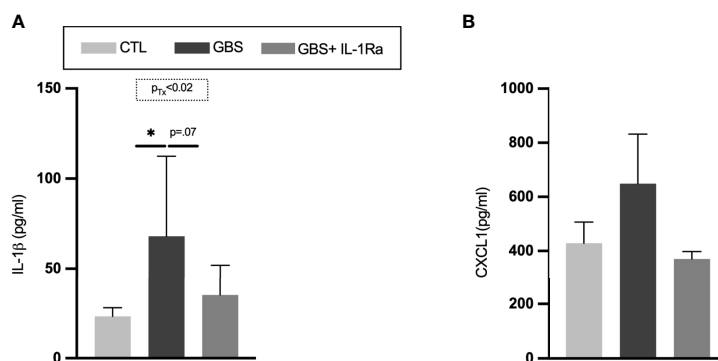 A
B
CTL GBS GBS+ IL-1Ra
pTx<0.02
* p=.07
IL-1β (pg/ml)
150
100
50
0
CXCL1(pg/ml)
1000
800
600
400
200
0